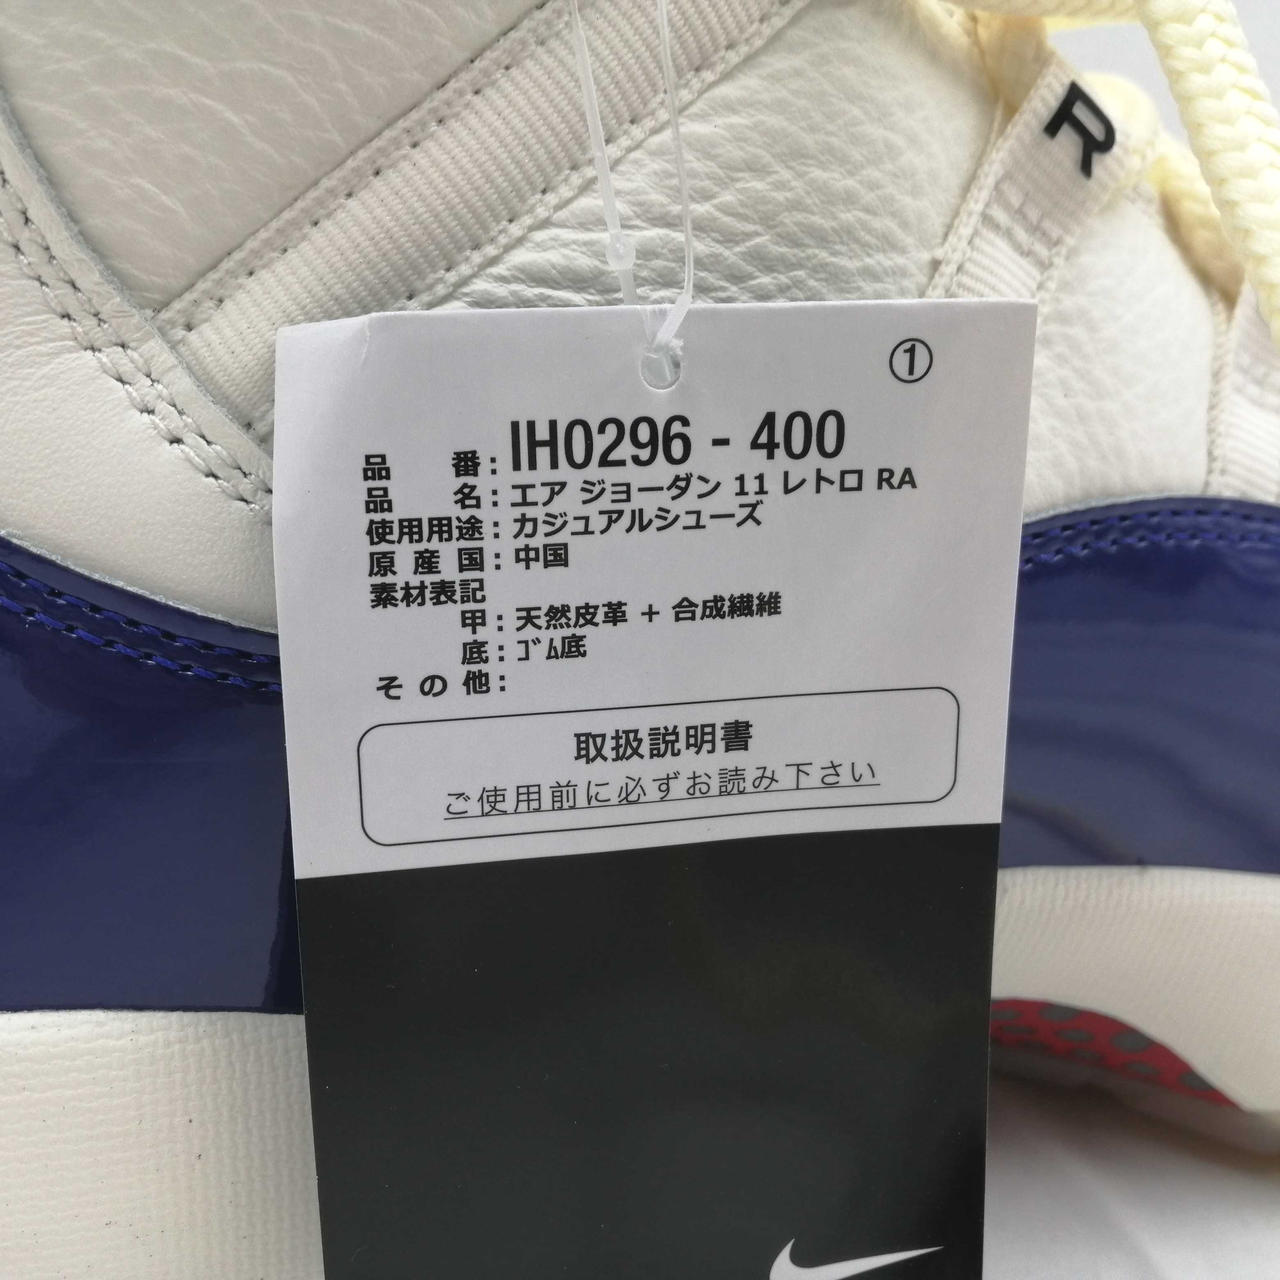 R
①
品 番: IH0296 - 400
品 名: エア ジョーダン 11 レトロ RA
使用用途: カジュアルシューズ
原 産 国: 中国
素材表記
甲: 天然皮革 + 合成繊維
底: ゴム底
そ の 他:
取扱説明書
ご使用前に必ずお読み下さい